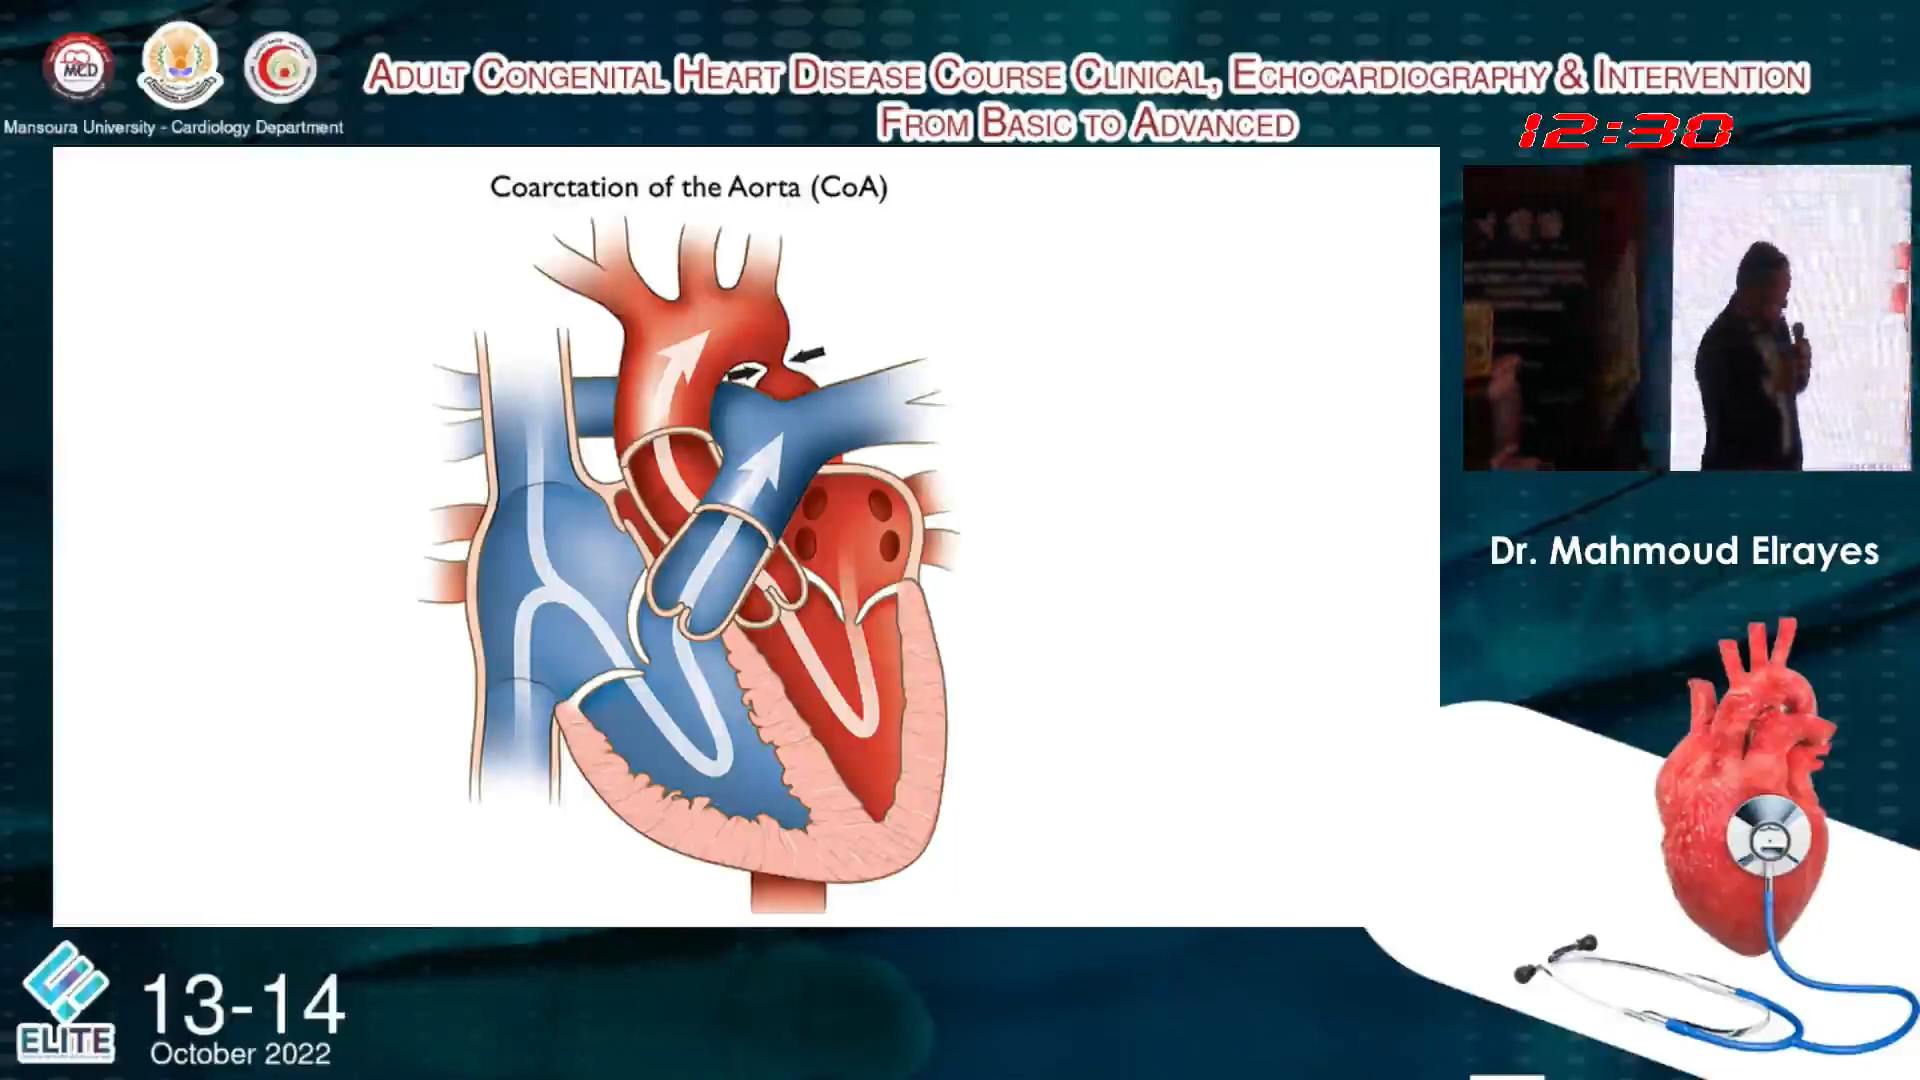 MCD
Mansoura University - Cardiology Department
ADULT CONGENITAL HEART DISEASE COURSE CLINICAL, ECHOCARDIOGRAPHY & INTERVENTION
FROM BASIC TO ADVANCED
12:30
Coarctation of the Aorta (CoA)
Dr. Mahmoud Elrayes
ELITE
13-14
October 2022